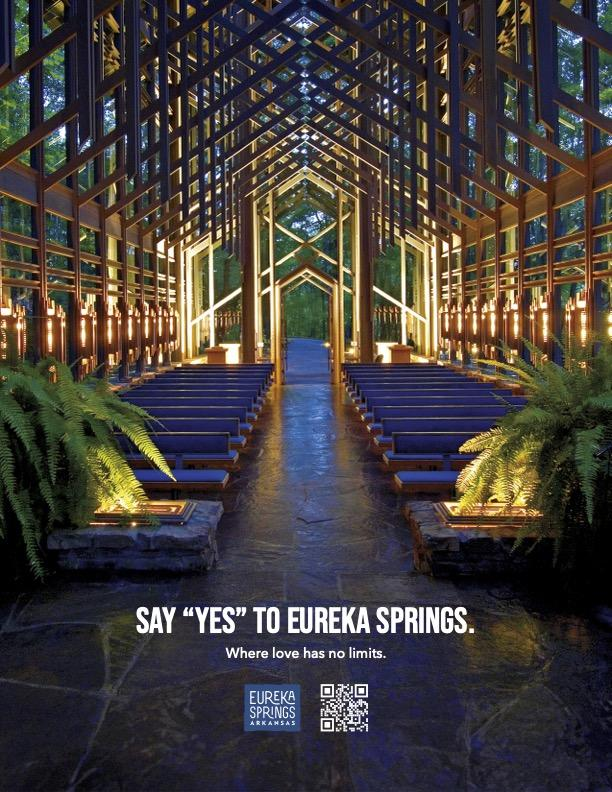 SAY “YES” TO EUREKA SPRINGS.
Where love has no limits.
EUREKA
SPRINGS
ARKANSAS